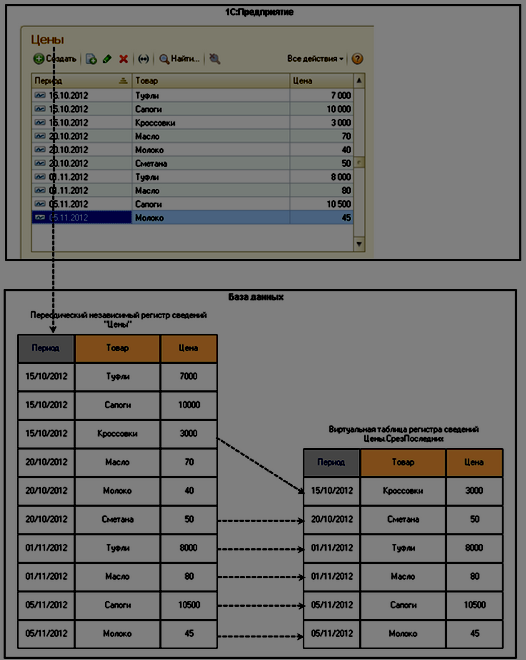 1С:Предприятие
Цены
Создать Найти... Все действия
Период Товар Цена
15.10.2012 Туфли 7 000
15.10.2012 Сапоги 10 000
15.10.2012 Кроссовки 3 000
20.10.2012 Масло 70
20.10.2012 Молоко 40
20.10.2012 Сметана 50
01.11.2012 Туфли 8 000
01.11.2012 Масло 80
05.11.2012 Сапоги 10 500
05.11.2012 Молоко 45
База данных
Периодический независимый регистр сведений
"Цены"
Период Товар Цена
15/10/2012 Туфли 7000
15/10/2012 Сапоги 10000
15/10/2012 Кроссовки 3000
20/10/2012 Масло 70
20/10/2012 Молоко 40
20/10/2012 Сметана 50
01/11/2012 Туфли 8000
01/11/2012 Масло 80
05/11/2012 Сапоги 10500
05/11/2012 Молоко 45
Виртуальная таблица регистра сведений
Цены.СрезПоследних
Период Товар Цена
15/10/2012 Кроссовки 3000
20/10/2012 Сметана 50
01/11/2012 Туфли 8000
01/11/2012 Масло 80
05/11/2012 Сапоги 10500
05/11/2012 Молоко 45